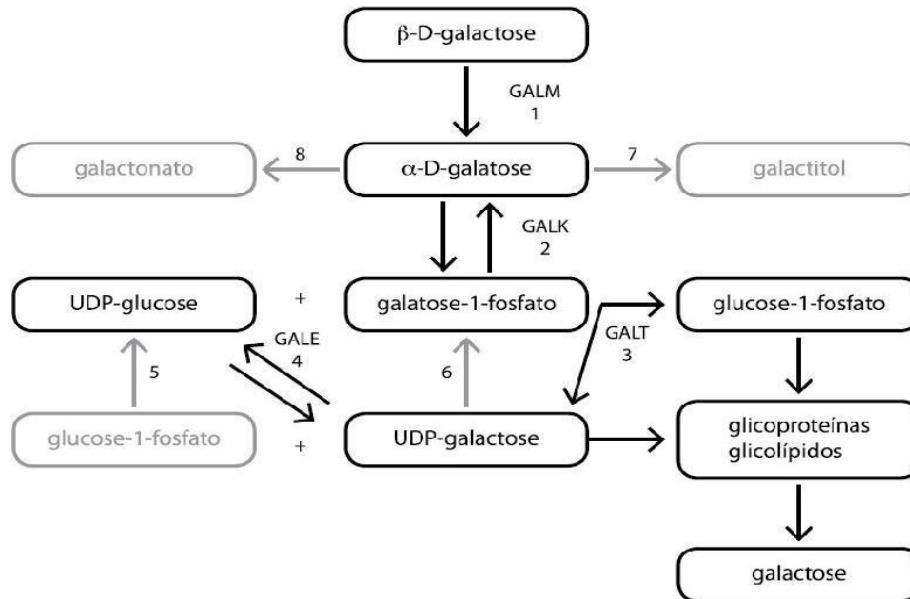 β-D-galactose
GALM
1
galactonato
8
α-D-galatose
7
galactitol
GALK
2
UDP-glucose
+
galatose-1-fosfato
glucose-1-fosfato
GALE
4
GALT
3
5
6
glucose-1-fosfato
+
UDP-galactose
glicoproteínas
glicolípidos
galactose